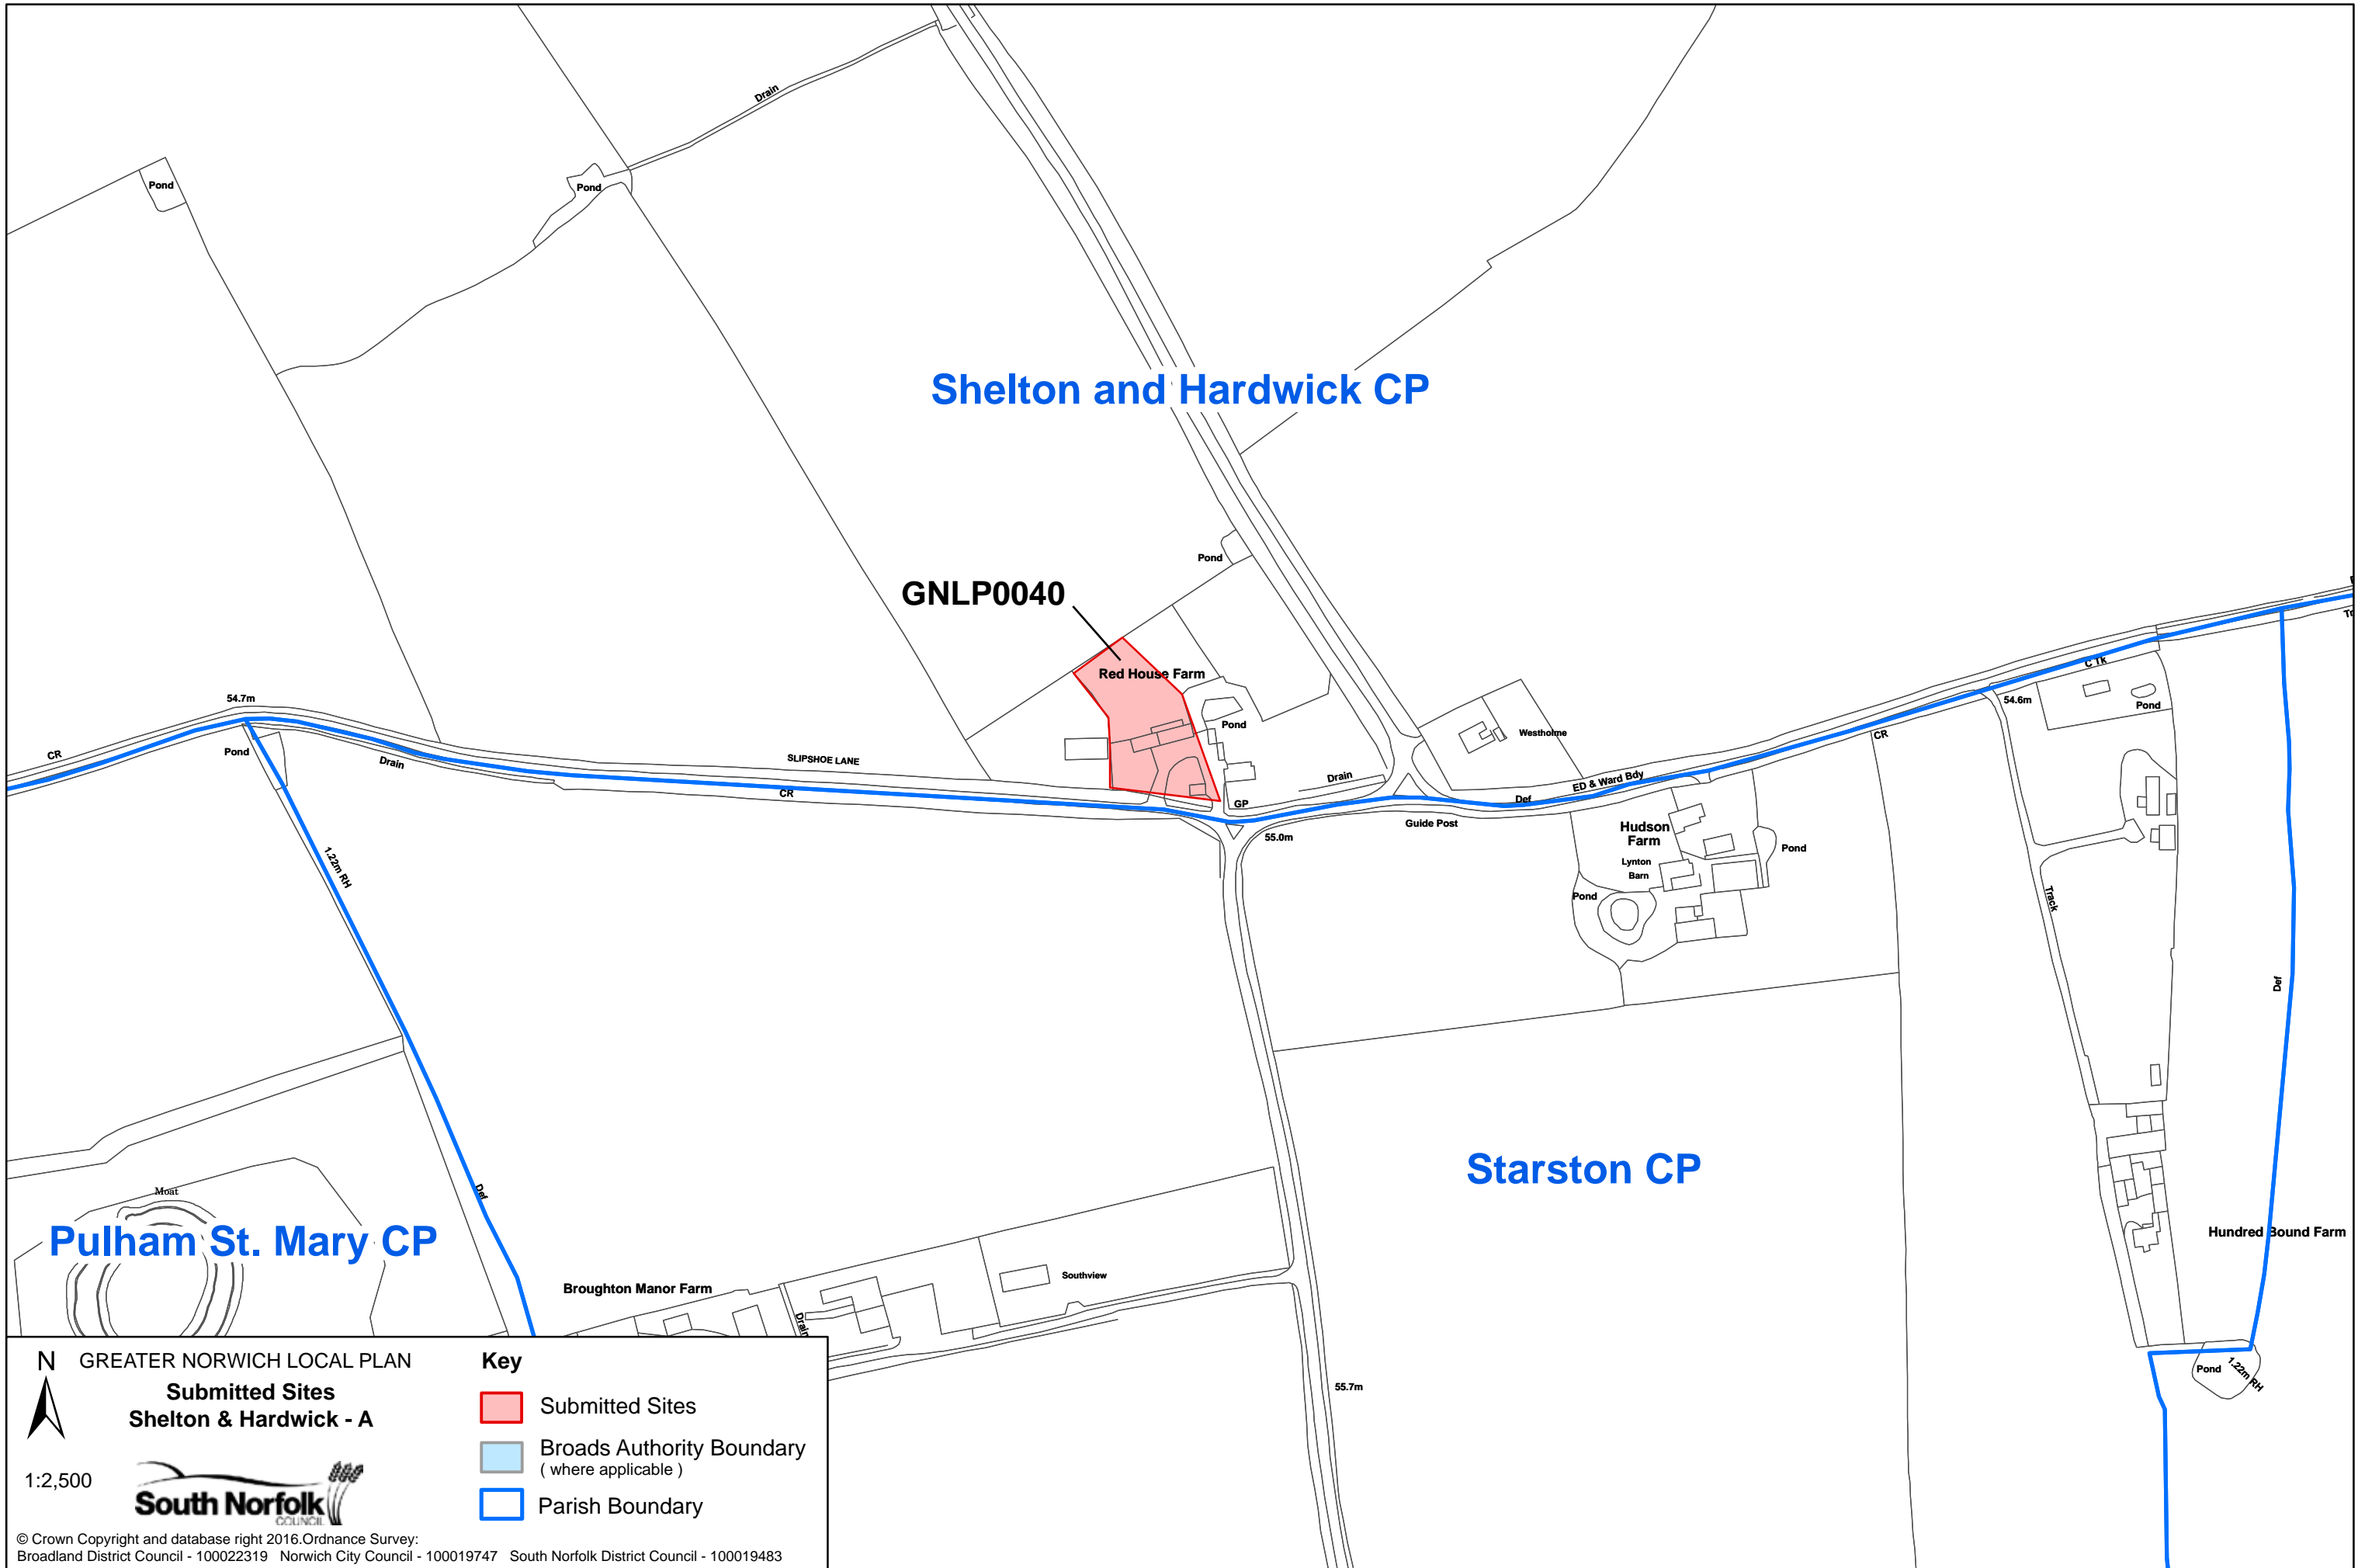 Drain
Pond
Pond
Shelton and Hardwick CP
Pond
GNLP0040
Red House Farm
54.7m
CR
Pond
Drain
SLIPSHOE LANE
CR
Pond
Drain
GP
Westholme
Def
ED & Ward Bdy
Guide Post
55.0m
C Tk
54.6m
Pond
CR
Hudson
Farm
Lynton
Barn
Pond
Pond
Track
Def
1.22m RH
Def
Moat
Pulham St. Mary CP
Starston CP
Hundred Bound Farm
Broughton Manor Farm
Southview
Drain
55.7m
Pond
1.22m RH
N
GREATER NORWICH LOCAL PLAN
Submitted Sites
Shelton & Hardwick - A
1:2,500
South Norfolk
COUNCIL
Key
Submitted Sites
Broads Authority Boundary
( where applicable )
Parish Boundary
© Crown Copyright and database right 2016.Ordnance Survey:
Broadland District Council - 100022319 Norwich City Council - 100019747 South Norfolk District Council - 100019483